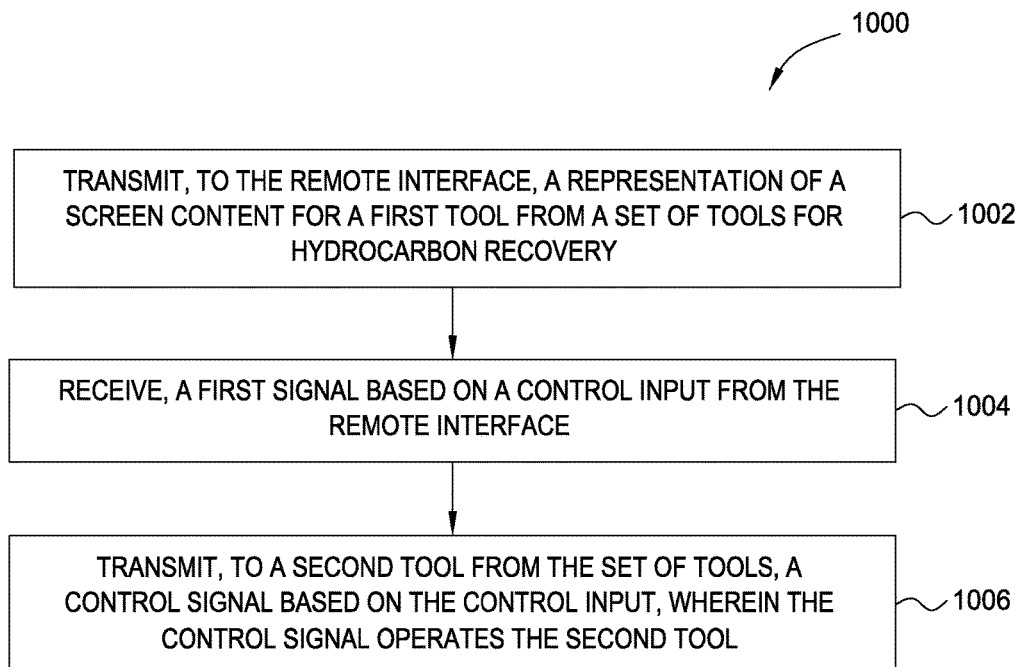 1000
TRANSMIT, TO THE REMOTE INTERFACE, A REPRESENTATION OF A
SCREEN CONTENT FOR A FIRST TOOL FROM A SET OF TOOLS FOR
HYDROCARBON RECOVERY
1002
RECEIVE, A FIRST SIGNAL BASED ON A CONTROL INPUT FROM THE
REMOTE INTERFACE
1004
TRANSMIT, TO A SECOND TOOL FROM THE SET OF TOOLS, A
CONTROL SIGNAL BASED ON THE CONTROL INPUT, WHEREIN THE
CONTROL SIGNAL OPERATES THE SECOND TOOL
1006